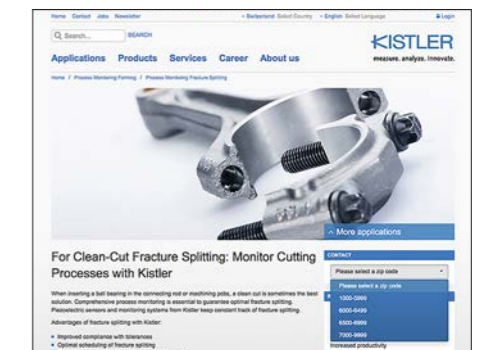 Home Contact Jobs Newsletter
Switzerland Select Country English Select Language Login
Search... SEARCH
KISTLER
measure. analyze. innovate.
Applications Products Services Career About us
Home / Process Monitoring Forming / Process Monitoring Fracture Splitting
More applications
For Clean-Cut Fracture Splitting: Monitor Cutting
Processes with Kistler
When inserting a ball bearing in the connecting rod or machining jobs, a clean cut is sometimes the best
solution. Comprehensive process monitoring is essential to guarantee optimal fracture splitting.
Piezoelectric sensors and monitoring systems from Kistler keep constant track of fracture splitting.
Advantages of fracture splitting with Kistler:
Improved compliance with tolerances
Optimal scheduling of fracture splitting
CONTACT
Please select a zip code
Please select a zip code
1000-5999
6000-6499
6500-6999
7000-9999
Increased productivity